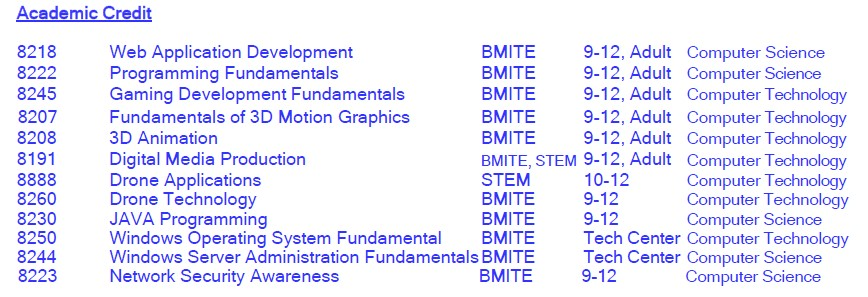 Academic Credit
8218 Web Application Development BMITE 9-12, Adult Computer Science
8222 Programming Fundamentals BMITE 9-12, Adult Computer Science
8245 Gaming Development Fundamentals BMITE 9-12, Adult Computer Technology
8207 Fundamentals of 3D Motion Graphics BMITE 9-12, Adult Computer Technology
8208 3D Animation BMITE 9-12, Adult Computer Technology
8191 Digital Media Production BMITE, STEM 9-12, Adult Computer Technology
8888 Drone Applications STEM 10-12 Computer Technology
8260 Drone Technology BMITE 9-12 Computer Technology
8230 JAVA Programming BMITE 9-12 Computer Science
8250 Windows Operating System Fundamental BMITE Tech Center Computer Technology
8244 Windows Server Administration Fundamentals BMITE Tech Center Computer Science
8223 Network Security Awareness BMITE 9-12 Computer Science